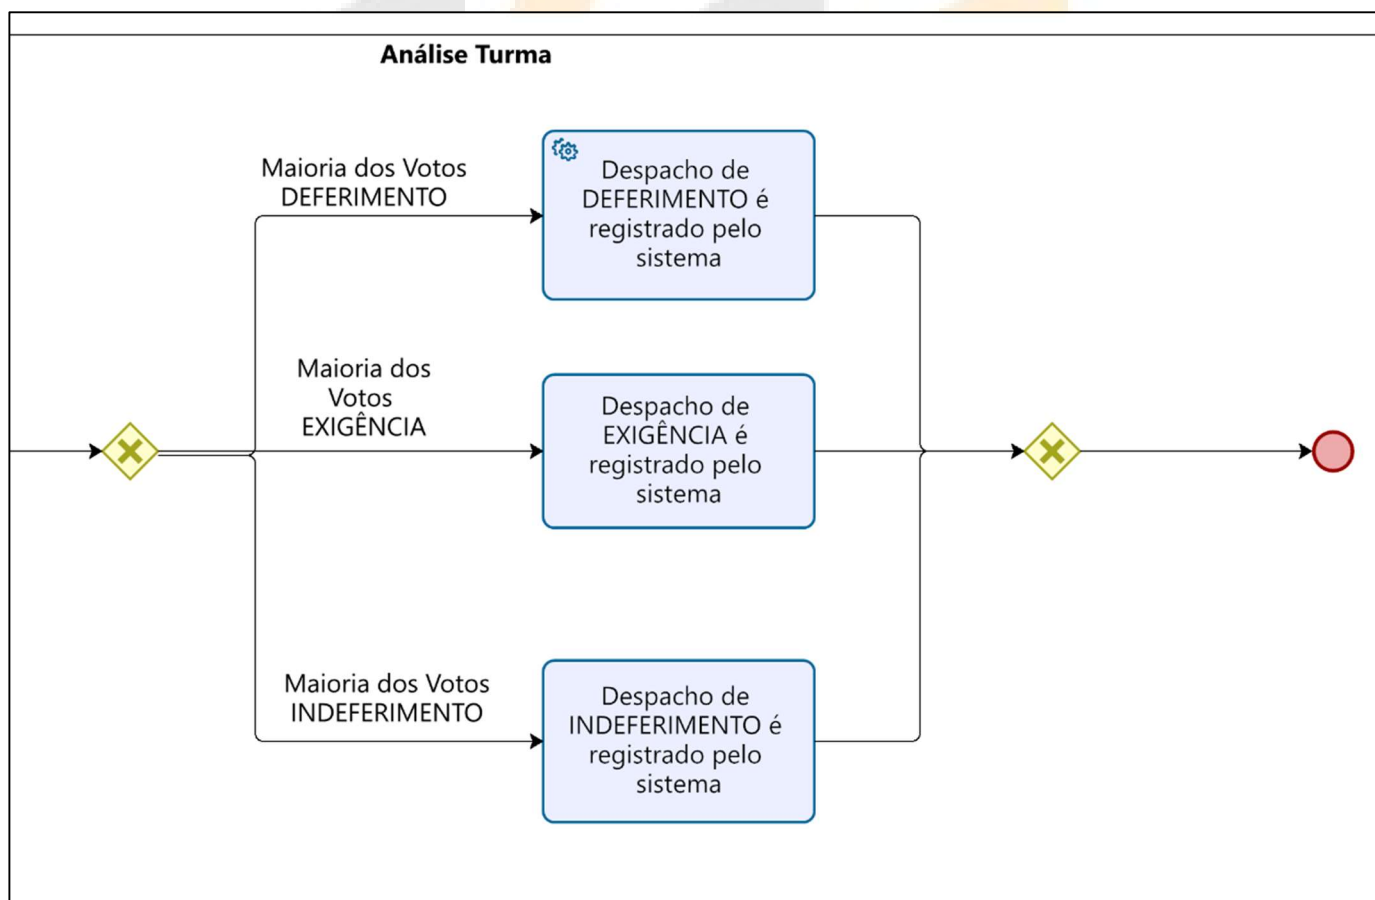 Análise Turma
Maioria dos Votos
DEFERIMENTO
Despacho de
DEFERIMENTO é
registrado pelo
sistema
Maioria dos
Votos
EXIGÊNCIA
Despacho de
EXIGÊNCIA é
registrado pelo
sistema
Maioria dos Votos
INDEFERIMENTO
Despacho de
INDEFERIMENTO é
registrado pelo
sistema